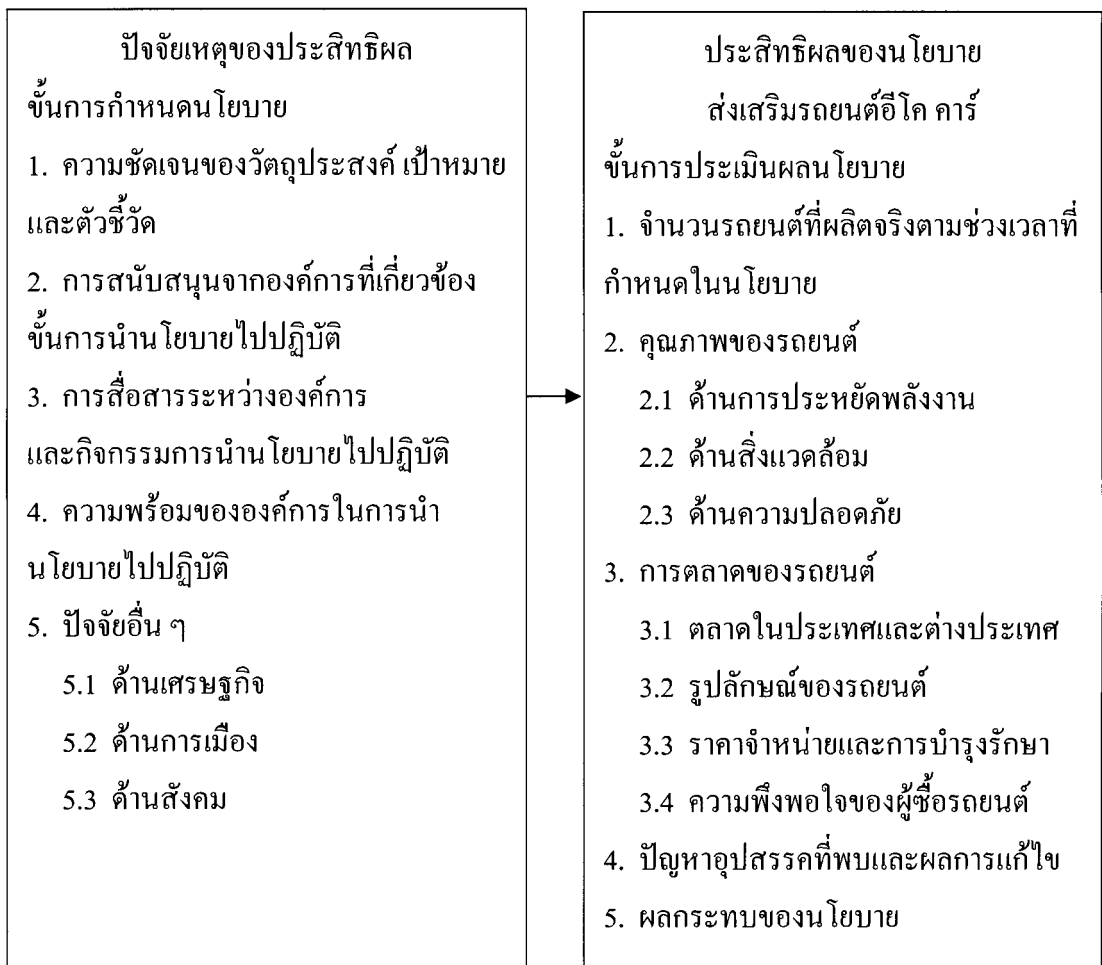 ปัจจัยเหตุของประสิทธิผล
ขั้นการกำหนดนโยบาย
1. ความชัดเจนของวัตถุประสงค์ เป้าหมาย
และตัวชี้วัด
2. การสนับสนุนจากองค์การที่เกี่ยวข้อง
ขั้นการนำนโยบายไปปฏิบัติ
3. การสื่อสารระหว่างองค์การ
และกิจกรรมการนำนโยบายไปปฏิบัติ
4. ความพร้อมขององค์การในการนำ
นโยบายไปปฏิบัติ
5. ปัจจัยอื่น ๆ
5.1 ด้านเศรษฐกิจ
5.2 ด้านการเมือง
5.3 ด้านสังคม
ประสิทธิผลของนโยบาย
ส่งเสริมรถยนต์อีโค คาร์
ขั้นการประเมินผลนโยบาย
1. จำนวนรถยนต์ที่ผลิตจริงตามช่วงเวลาที่
กำหนดในนโยบาย
2. คุณภาพของรถยนต์
2.1 ด้านการประหยัดพลังงาน
2.2 ด้านสิ่งแวดล้อม
2.3 ด้านความปลอดภัย
3. การตลาดของรถยนต์
3.1 ตลาดในประเทศและต่างประเทศ
3.2 รูปลักษณ์ของรถยนต์
3.3 ราคาจำหน่ายและการบำรุงรักษา
3.4 ความพึงพอใจของผู้ซื้อรถยนต์
4. ปัญหาอุปสรรคที่พบและผลการแก้ไข
5. ผลกระทบของนโยบาย